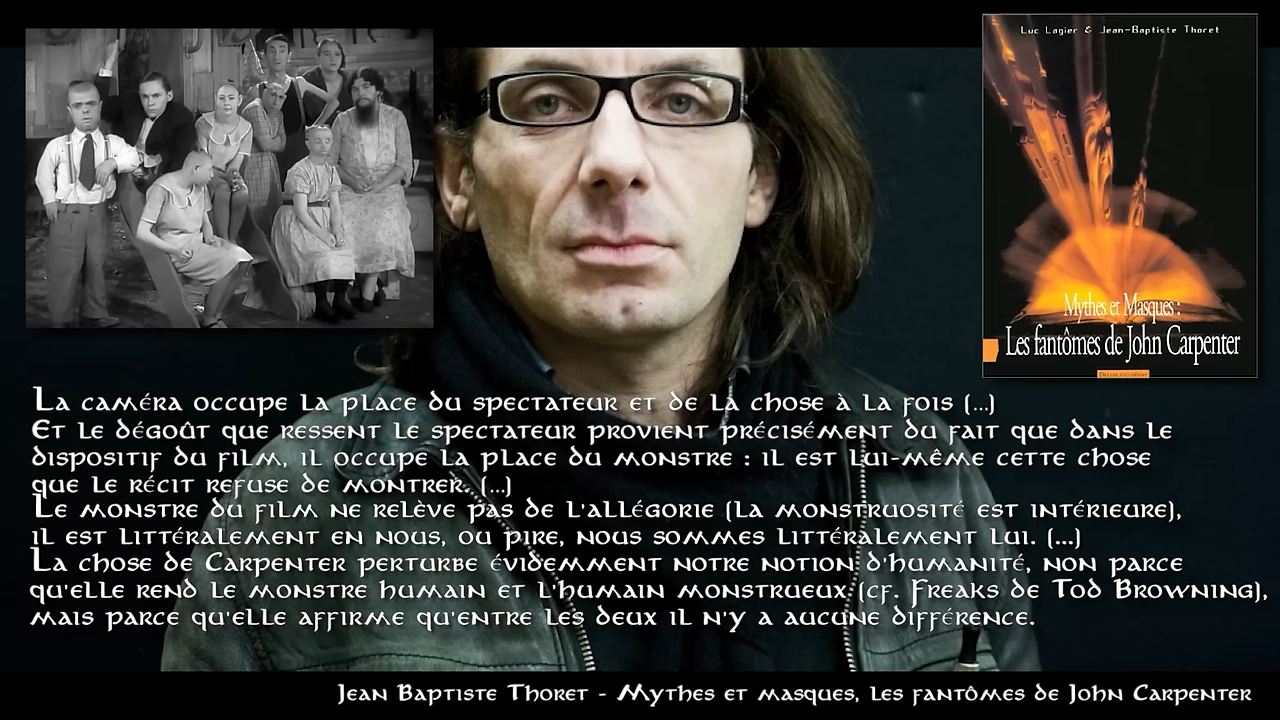 Luc Lagier & Jean-Baptiste Thoret
Mythes et Masques :
Les fantômes de John Carpenter
La caméra occupe la place du spectateur et de la chose à la fois (...)
Et le dégoût que ressent le spectateur provient précisément du fait que dans le
dispositif du film, il occupe la place du monstre : il est lui-même cette chose
que le récit refuse de montrer. (...)
Le monstre du film ne relève pas de l'allégorie (la monstruosité est intérieure),
il est littéralement en nous, ou pire, nous sommes littéralement lui. (...)
La chose de Carpenter perturbe évidemment notre notion d'humanité, non parce
qu'elle rend le monstre humain et l'humain monstrueux (cf. Freaks de Tod Browning),
mais parce qu'elle affirme qu'entre les deux il n'y a aucune différence.
Jean Baptiste Thoret - Mythes et masques, les fantômes de John Carpenter